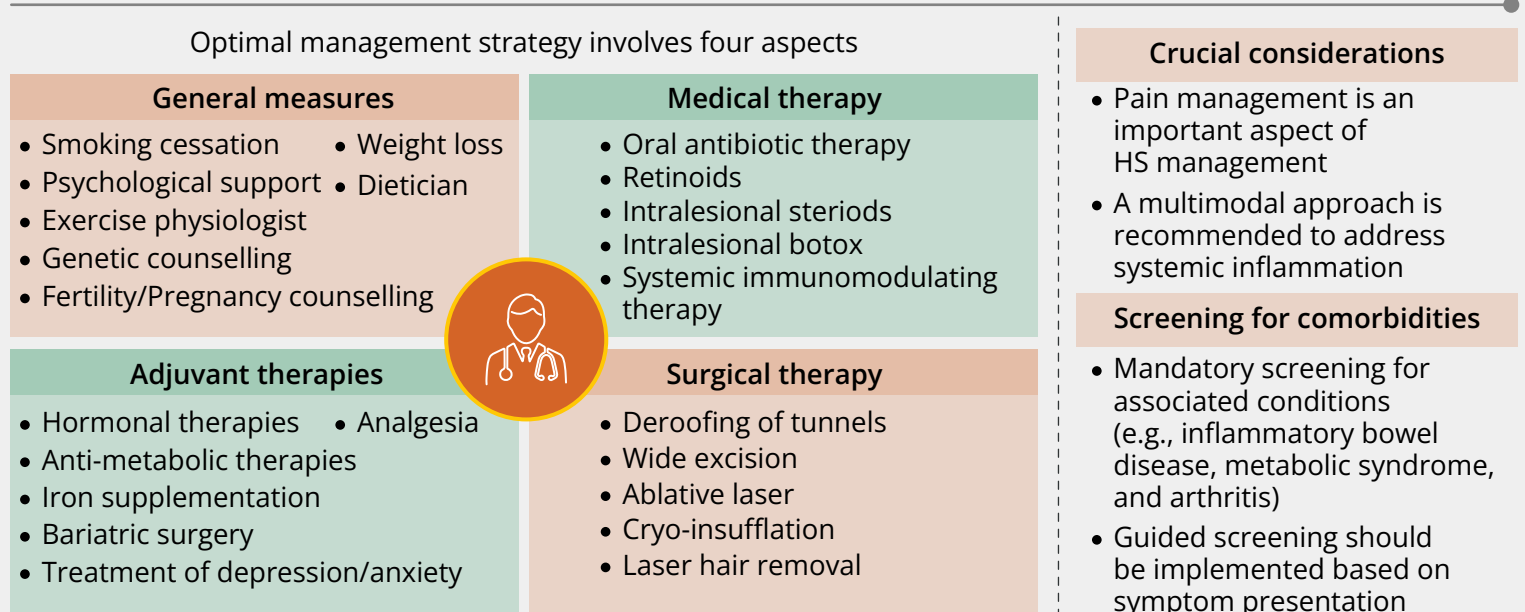 Optimal management strategy involves four aspects
General measures
• Smoking cessation
• Psychological support
• Exercise physiologist
• Genetic counselling
• Fertility/Pregnancy counselling
• Weight loss
• Dietician
Medical therapy
• Oral antibiotic therapy
• Retinoids
• Intralesional steriods
• Intralesional botox
• Systemic immunomodulating
therapy
Adjuvant therapies
• Hormonal therapies
• Anti-metabolic therapies
• Iron supplementation
• Bariatric surgery
• Treatment of depression/anxiety
• Analgesia
Surgical therapy
• Deroofing of tunnels
• Wide excision
• Ablative laser
• Cryo-insufflation
• Laser hair removal
Crucial considerations
• Pain management is an
important aspect of
HS management
• A multimodal approach is
recommended to address
systemic inflammation
Screening for comorbidities
• Mandatory screening for
associated conditions
(e.g., inflammatory bowel
disease, metabolic syndrome,
and arthritis)
• Guided screening should
be implemented based on
symptom presentation